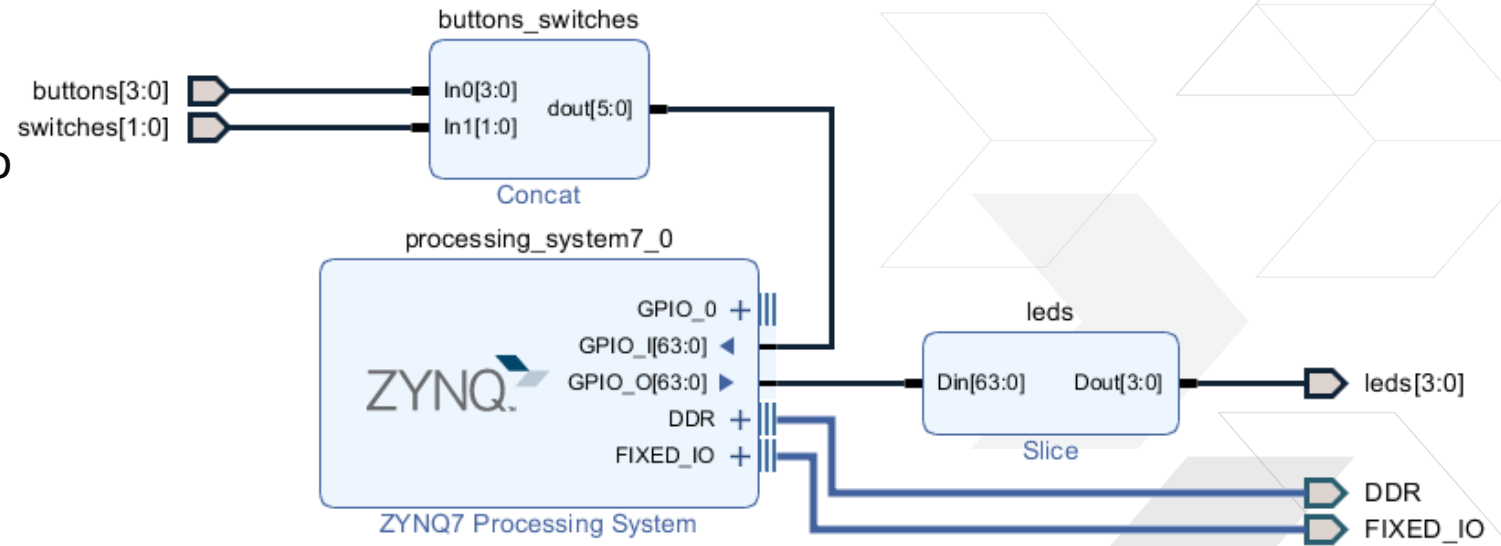 buttons_switches
buttons[3:0]
switches[1:0]
In0[3:0]
In1[1:0]
dout[5:0]
Concat
processing_system7_0
GPIO_0
GPIO_I[63:0]
GPIO_O[63:0]
DDR
FIXED_IO
ZYNQ.
ZYNQ7 Processing System
leds
Din[63:0] Dout[3:0]
Slice
leds[3:0]
DDR
FIXED_IO